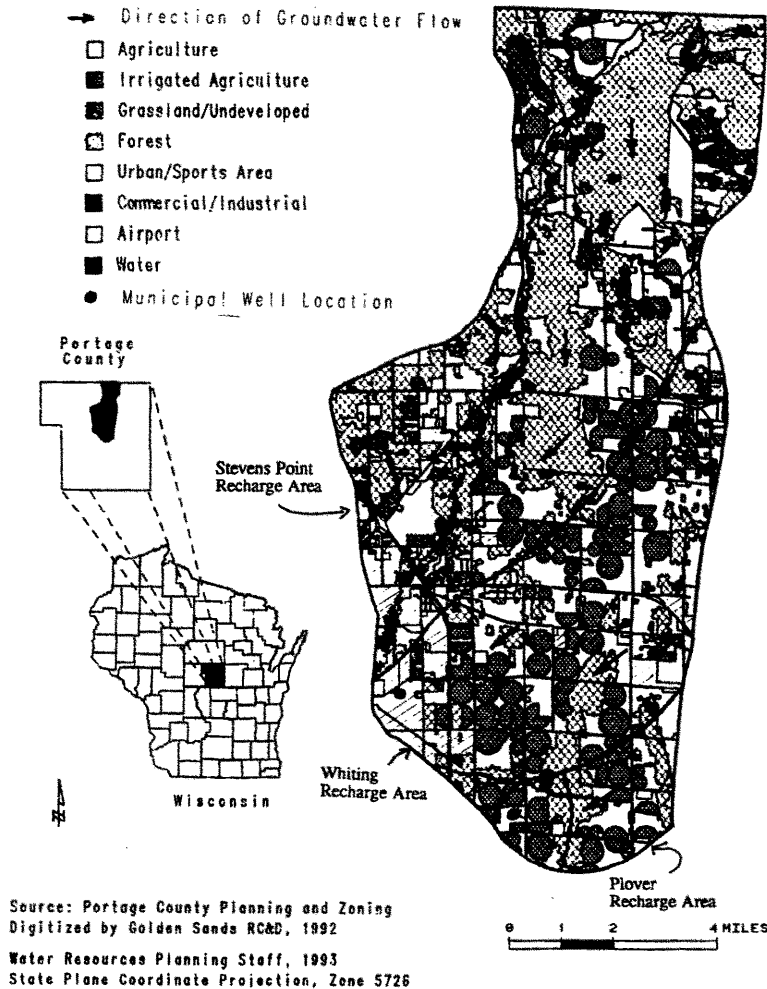 Direction of Groundwater Flow
Agriculture
Irrigated Agriculture
Grassland/Undeveloped
Forest
Urban/Sports Area
Commercial/Industrial
Airport
Water
Municipal Well Location
Portage
County
Stevens Point
Recharge Area
Whiting
Recharge Area
Wisconsin
N
Plover
Recharge Area
Source: Portage County Planning and Zoning
Digitized by Golden Sands RC&D, 1992
0 1 2 4 MILES
Water Resources Planning Staff, 1993
State Plane Coordinate Projection, Zone 5726